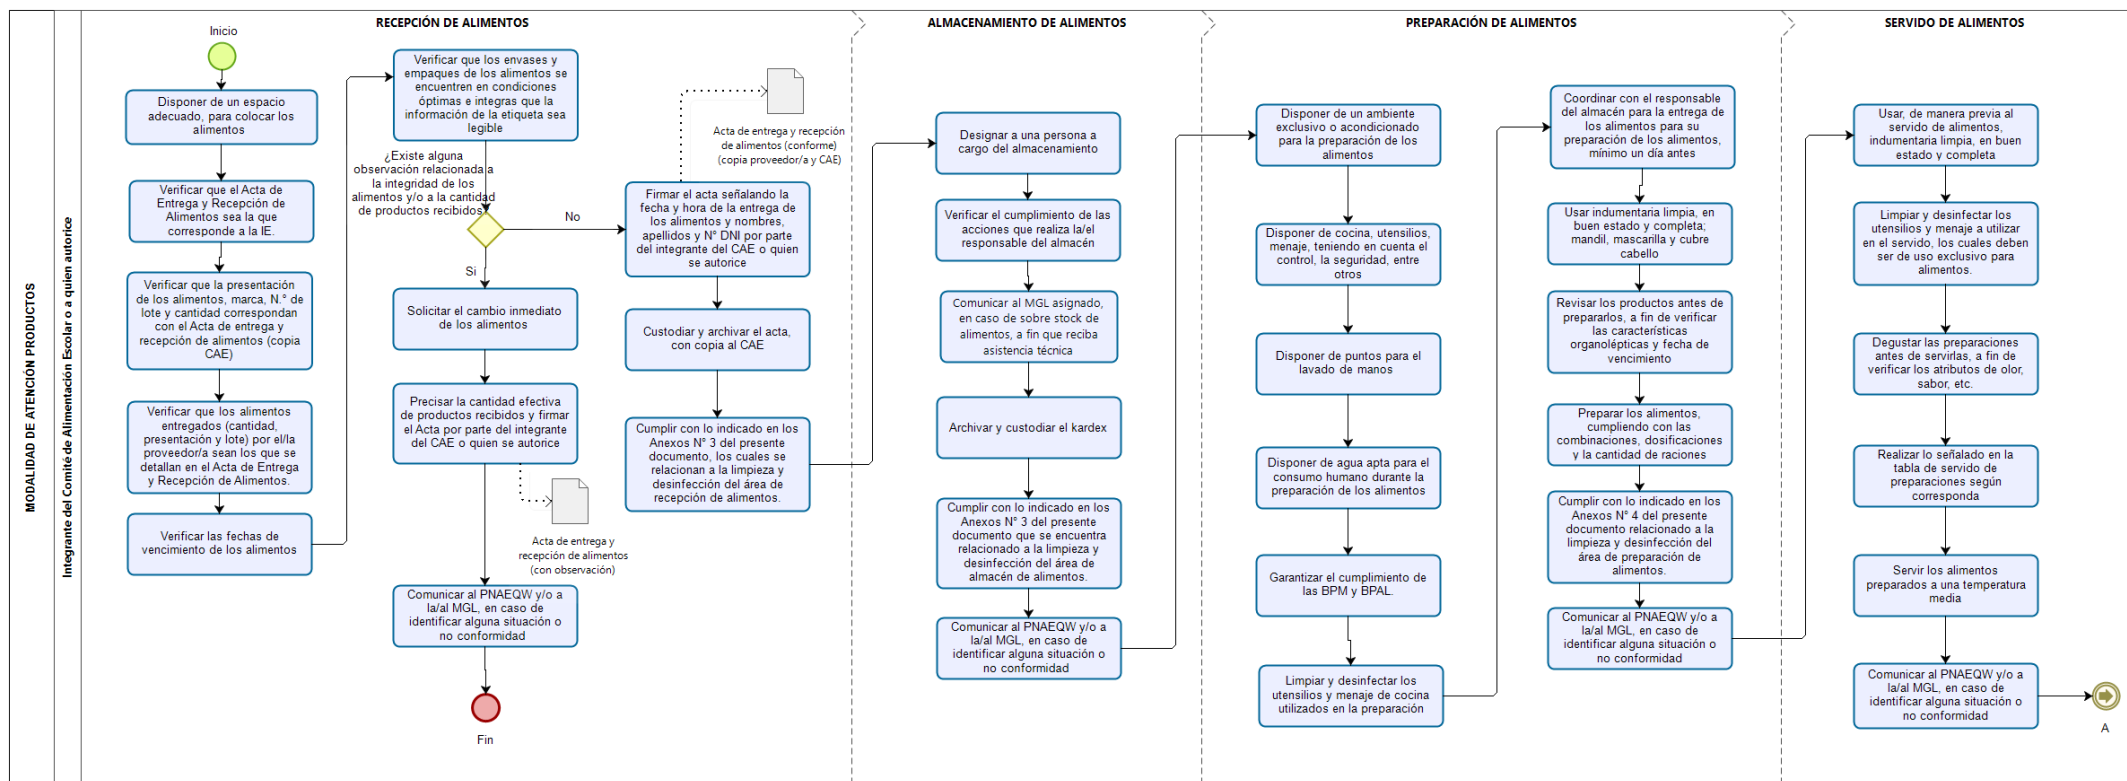 RECEPCIÓN DE ALIMENTOS
ALMACENAMIENTO DE ALIMENTOS
PREPARACIÓN DE ALIMENTOS
SERVIDO DE ALIMENTOS
MODALIDAD DE ATENCIÓN PRODUCTOS
Integrante del Comité de Alimentación Escolar o a quien autorice
Inicio
Disponer de un espacio
adecuado, para colocar los
alimentos
Verificar que el Acta de
Entrega y Recepción de
Alimentos sea la que
corresponde a la IE.
Verificar que la presentación
de los alimentos, marca, N.° de
lote y cantidad correspondan
con el Acta de entrega y
recepción de alimentos (copia
CAE)
Verificar que los alimentos
entregados (cantidad,
presentación y lote) por el/la
proveedor/a sean los que se
detallan en el Acta de Entrega
y Recepción de Alimentos.
Verificar las fechas de
vencimiento de los alimentos
Verificar que los envases y
empaques de los alimentos se
encuentren en condiciones
óptimas e integras que la
información de la etiqueta sea
legible
¿Existe alguna
observación relacionada a
la integridad de los
alimentos y/o a la cantidad
de productos recibidos
No
Si
Solicitar el cambio inmediato
de los alimentos
Precisar la cantidad efectiva
de productos recibidos y firmar
el Acta por parte del integrante
del CAE o quien se autorice
Acta de entrega y
recepción de alimentos
(con observación)
Comunicar al PNAEQW y/o a
la/al MGL, en caso de
identificar alguna situación o
no conformidad
Fin
Acta de entrega y recepción
de alimentos (conforme)
(copia proveedor/a y CAE)
Firmar el acta señalando la
fecha y hora de la entrega de
los alimentos y nombres,
apellidos y N° DNI por parte
del integrante del CAE o quien
se autorice
Custodiar y archivar el acta,
con copia al CAE
Cumplir con lo indicado en los
Anexos N° 3 del presente
documento, los cuales se
relacionan a la limpieza y
desinfección del área de
recepción de alimentos.
Designar a una persona a
cargo del almacenamiento
Verificar el cumplimiento de las
acciones que realiza la/el
responsable del almacén
Comunicar al MGL asignado,
en caso de sobre stock de
alimentos, a fin que reciba
asistencia técnica
Archivar y custodiar el kardex
Cumplir con lo indicado en los
Anexos N° 3 del presente
documento que se encuentra
relacionado a la limpieza y
desinfección del área de
almacén de alimentos.
Comunicar al PNAEQW y/o a
la/al MGL, en caso de
identificar alguna situación o
no conformidad
Disponer de un ambiente
exclusivo o acondicionado
para la preparación de los
alimentos
Disponer de cocina, utensilios,
menaje, teniendo en cuenta el
control, la seguridad, entre
otros
Disponer de puntos para el
lavado de manos
Disponer de agua apta para el
consumo humano durante la
preparación de los alimentos
Garantizar el cumplimiento de
las BPM y BPAL.
Limpiar y desinfectar los
utensilios y menaje de cocina
utilizados en la preparación
Coordinar con el responsable
del almacén para la entrega de
los alimentos para su
preparación de los alimentos,
mínimo un día antes
Usar indumentaria limpia, en
buen estado y completa;
mandil, mascarilla y cubre
cabello
Revisar los productos antes de
prepararlos, a fin de verificar
las características
organolépticas y fecha de
vencimiento
Preparar los alimentos,
cumpliendo con las
combinaciones, dosificaciones
y la cantidad de raciones
Cumplir con lo indicado en los
Anexos N° 4 del presente
documento relacionado a la
limpieza y desinfección del
área de preparación de
alimentos.
Comunicar al PNAEQW y/o a
la/al MGL, en caso de
identificar alguna situación o
no conformidad
Usar, de manera previa al
servido de alimentos,
indumentaria limpia, en buen
estado y completa
Limpiar y desinfectar los
utensilios y menaje a utilizar
en el servido, los cuales deben
ser de uso exclusivo para
alimentos.
Degustar las preparaciones
antes de servirlas, a fin de
verificar los atributos de olor,
sabor, etc.
Realizar lo señalado en la
tabla de servido de
preparaciones según
corresponda
Servir los alimentos
preparados a una temperatura
media
Comunicar al PNAEQW y/o a
la/al MGL, en caso de
identificar alguna situación o
no conformidad
A